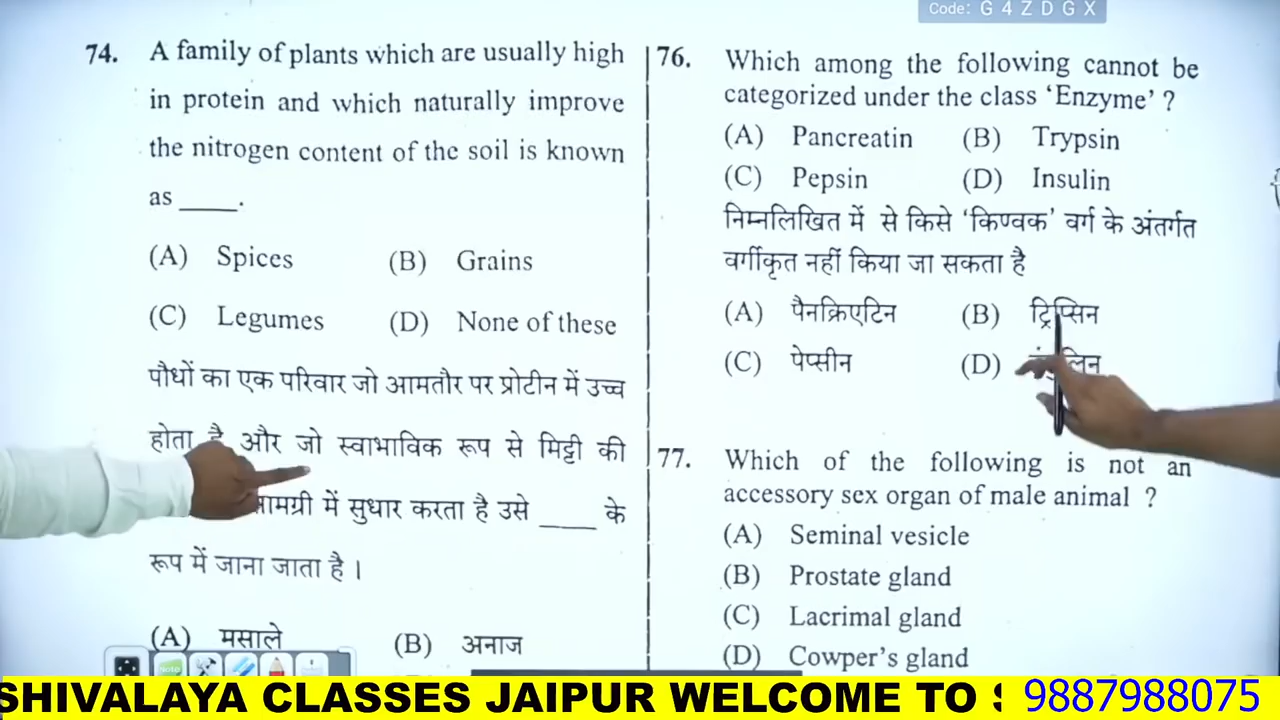 Code: G 4 Z D G X
74. A family of plants which are usually high
in protein and which naturally improve
the nitrogen content of the soil is known
as ____.
(A) Spices (B) Grains
(C) Legumes (D) None of these
पौधों का एक परिवार जो आमतौर पर प्रोटीन में उच्च
होता है और जो स्वाभाविक रूप से मिट्टी की
में सुधार करता है उसे ____ के
रूप में जाना जाता है ।
(A) मसाले (B) अनाज
76. Which among the following cannot be
categorized under the class ‘Enzyme’ ?
(A) Pancreatin (B) Trypsin
(C) Pepsin (D) Insulin
निम्नलिखित में से किसे ‘किण्वक’ वर्ग के अंतर्गत
वर्गीकृत नहीं किया जा सकता है
(A) पैनक्रिएटिन (B) ट्रिप्सिन
(C) पेप्सीन (D)
77. Which of the following is not an
accessory sex organ of male animal ?
(A) Seminal vesicle
(B) Prostate gland
(C) Lacrimal gland
(D) Cowper’s gland
Note
SHIVALAYA CLASSES JAIPUR WELCOME TO 9887988075